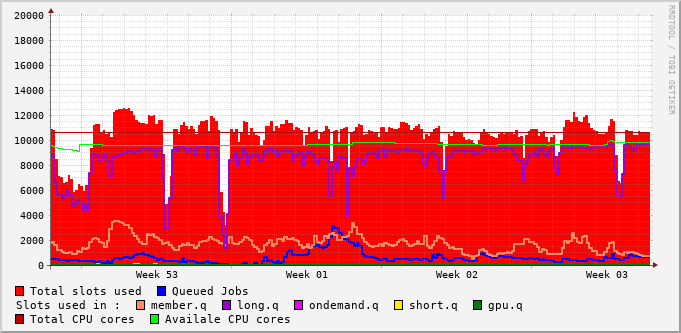 20000
18000
16000
14000
12000
10000
8000
6000
4000
2000
0
Week 53 Week 01 Week 02 Week 03
Total slots used Queued Jobs
Slots used in : member.q long.q ondemand.q short.q gpu.q
Total CPU cores Availale CPU cores
RRDTOOL / TOBI OETIKER